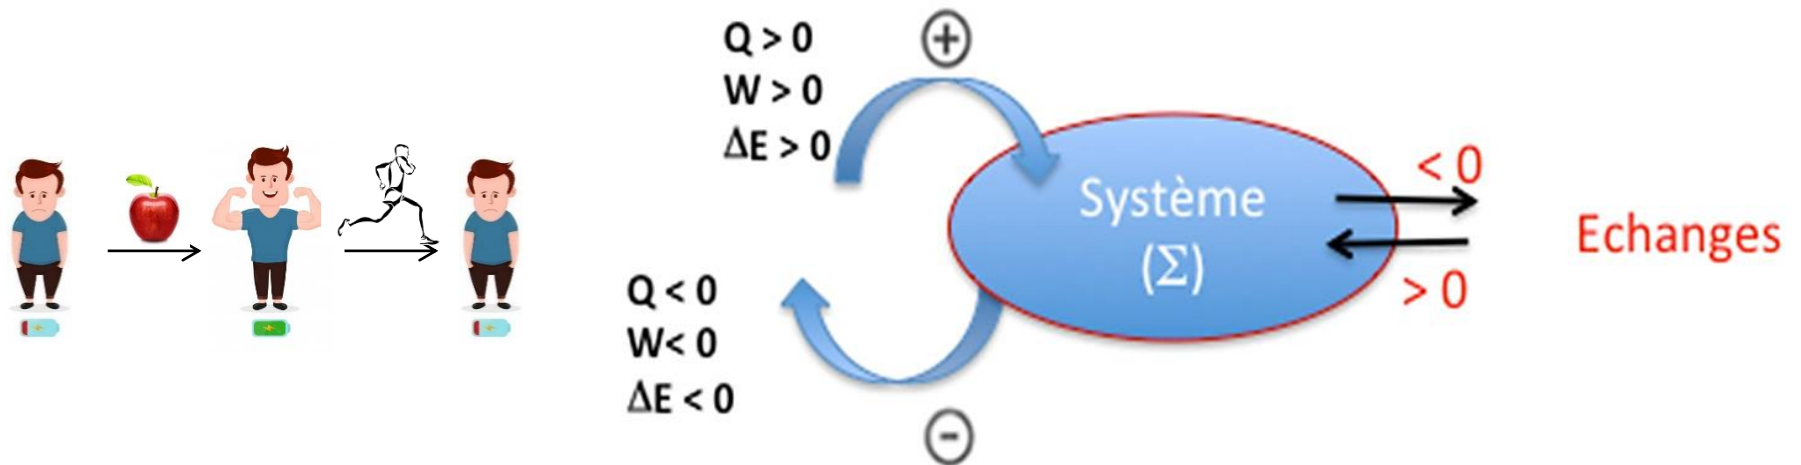 Q > 0
W > 0
ΔE > 0
+
Système
(Σ)
< 0
> 0
Echanges
Q < 0
W< 0
ΔE < 0
-